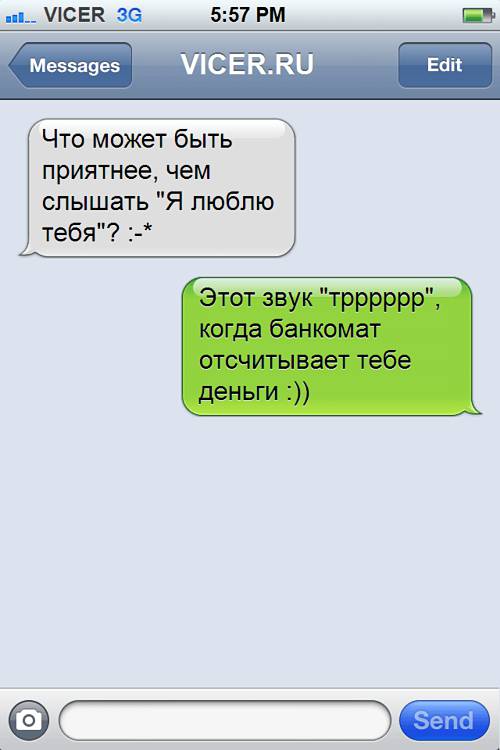 VICER 3G 5:57 PM
Messages VICER.RU Edit
Что может быть
приятнее, чем
слышать "Я люблю
тебя"? :-*
Этот звук "тррррpp",
когда банкомат
отсчитывает тебе
деньги :))
Send